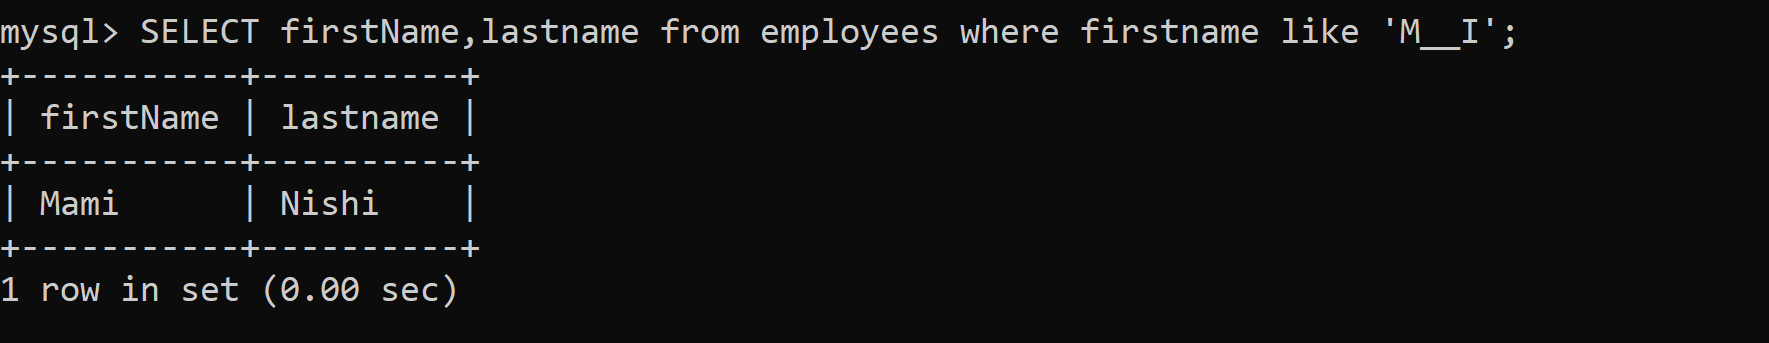 mysql> SELECT firstName,lastname from employees where firstname like 'M__I';
+-----------+----------+
| firstName | lastname |
+-----------+----------+
| Mami      | Nishi    |
+-----------+----------+
1 row in set (0.00 sec)